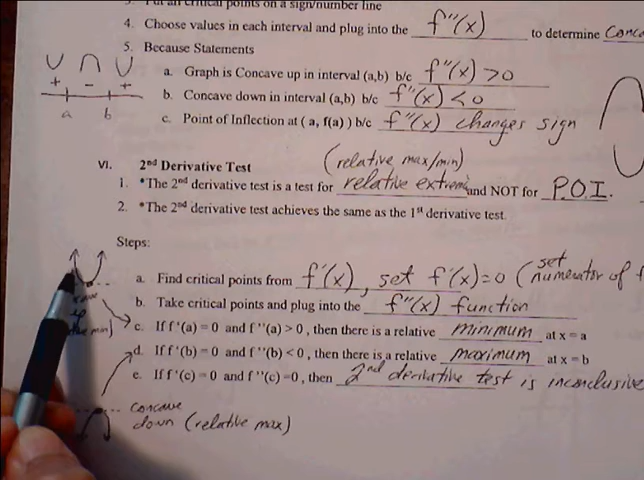 3. Put all critical points on a sign/number line
4. Choose values in each interval and plug into the f''(x) to determine
5. Because Statements
a. Graph is Concave up in interval (a,b) b/c f''(x) > 0
+ - +
b. Concave down in interval (a,b) b/c f''(x) < 0
a b
c. Point of Inflection at ( a, f(a) ) b/c f''(x) changes sign
(relative max/min)
VI. 2nd Derivative Test
1. *The 2nd derivative test is a test for relative extrema and NOT for P.O.I.
2. *The 2nd derivative test achieves the same as the 1st derivative test.
Steps:
a. Find critical points from f'(x), set f'(x)=0 (set numerator of
b. Take critical points and plug into the f''(x) function
c. If f '(a) = 0 and f ''(a) > 0, then there is a relative minimum at x = a
d. If f '(b) = 0 and f ''(b) < 0, then there is a relative maximum at x = b
e. If f '(c) = 0 and f ''(c) =0, then 2nd derivative test is inconclusive
concave
down (relative max)